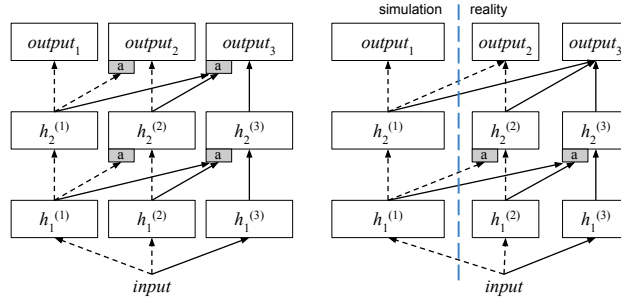 simulation reality
output₁ output₂ output₃ output₁ output₂ output₃
a a
h₂⁽¹⁾ h₂⁽²⁾ h₂⁽³⁾ h₂⁽¹⁾ h₂⁽²⁾ h₂⁽³⁾
a a a a
h₁⁽¹⁾ h₁⁽²⁾ h₁⁽³⁾ h₁⁽¹⁾ h₁⁽²⁾ h₁⁽³⁾
input input